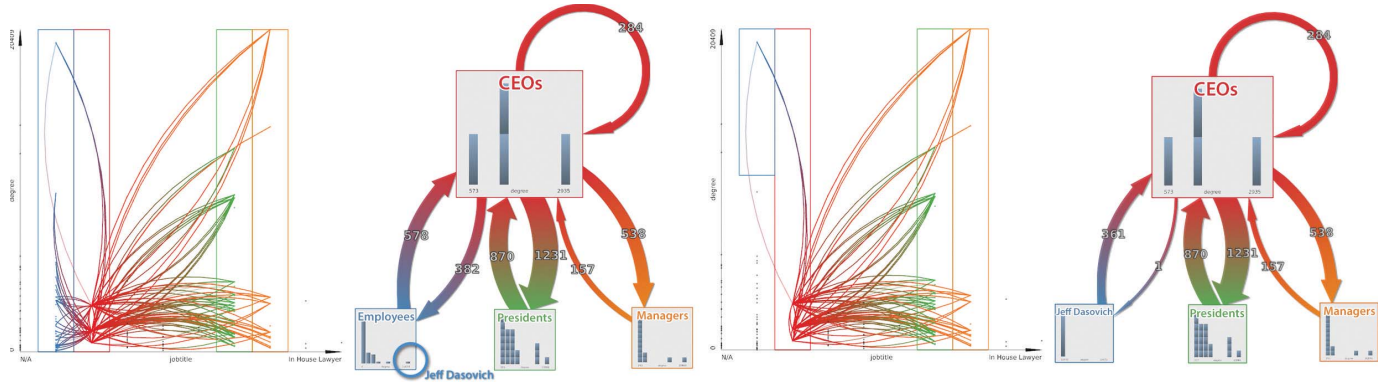 20409
degree
0
N/A
jobtitle
In House Lawyer
284
CEOs
573
degree
2935
578
382
870
1231
157
538
Employees
Presidents
Managers
Jeff Dasovich
20409
degree
0
N/A
jobtitle
In House Lawyer
284
CEOs
573
degree
2935
361
1
870
1231
157
538
Jeff Dasovich
Presidents
Managers